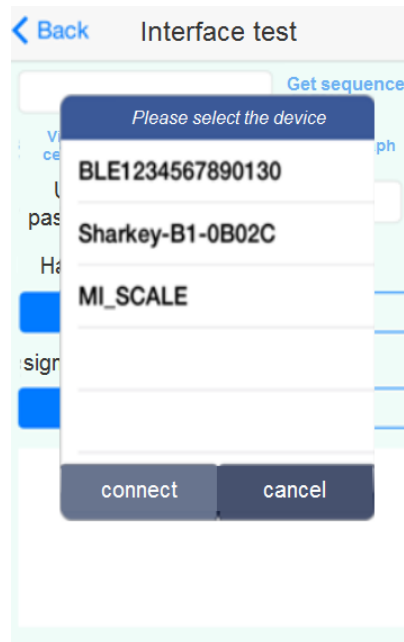 Back
Interface test
Get sequence
Please select the device
BLE1234567890130
Sharkey-B1-0B02C
MI_SCALE
connect
cancel